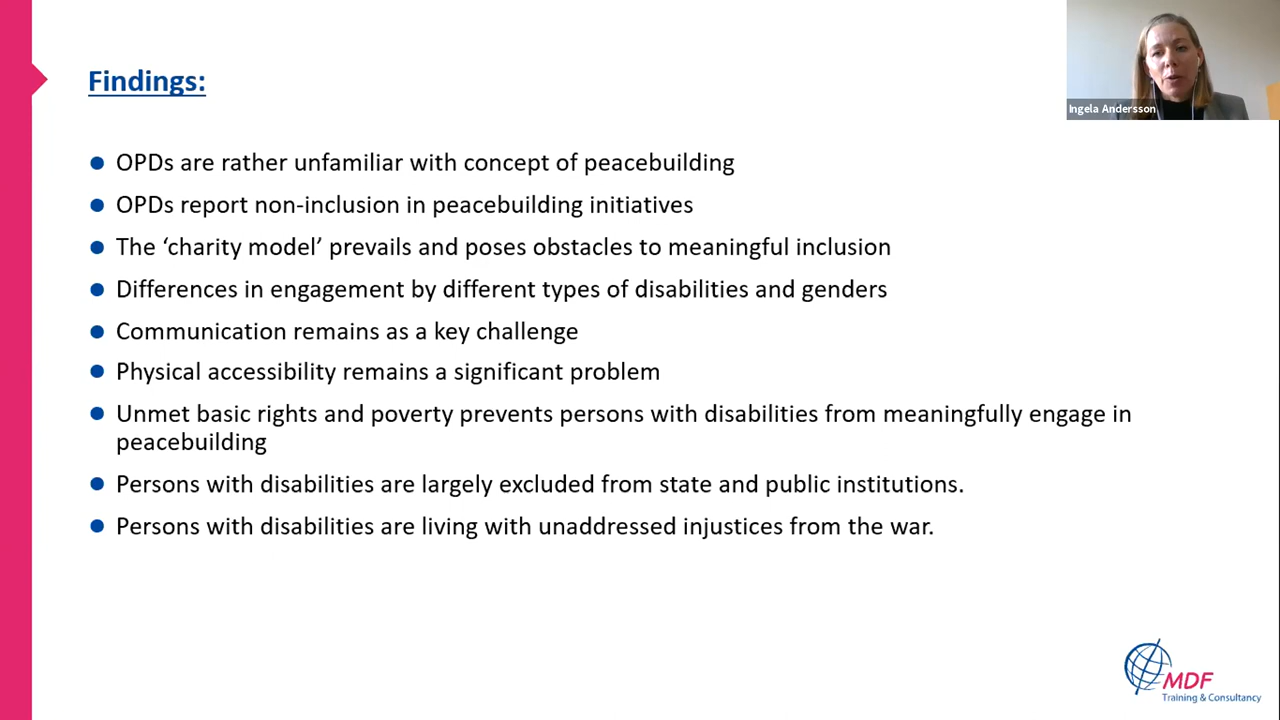 Findings:
Ingela Andersson
OPDs are rather unfamiliar with concept of peacebuilding
OPDs report non-inclusion in peacebuilding initiatives
The ‘charity model’ prevails and poses obstacles to meaningful inclusion
Differences in engagement by different types of disabilities and genders
Communication remains as a key challenge
Physical accessibility remains a significant problem
Unmet basic rights and poverty prevents persons with disabilities from meaningfully engage in
peacebuilding
Persons with disabilities are largely excluded from state and public institutions.
Persons with disabilities are living with unaddressed injustices from the war.
MDF
Training & Consultancy